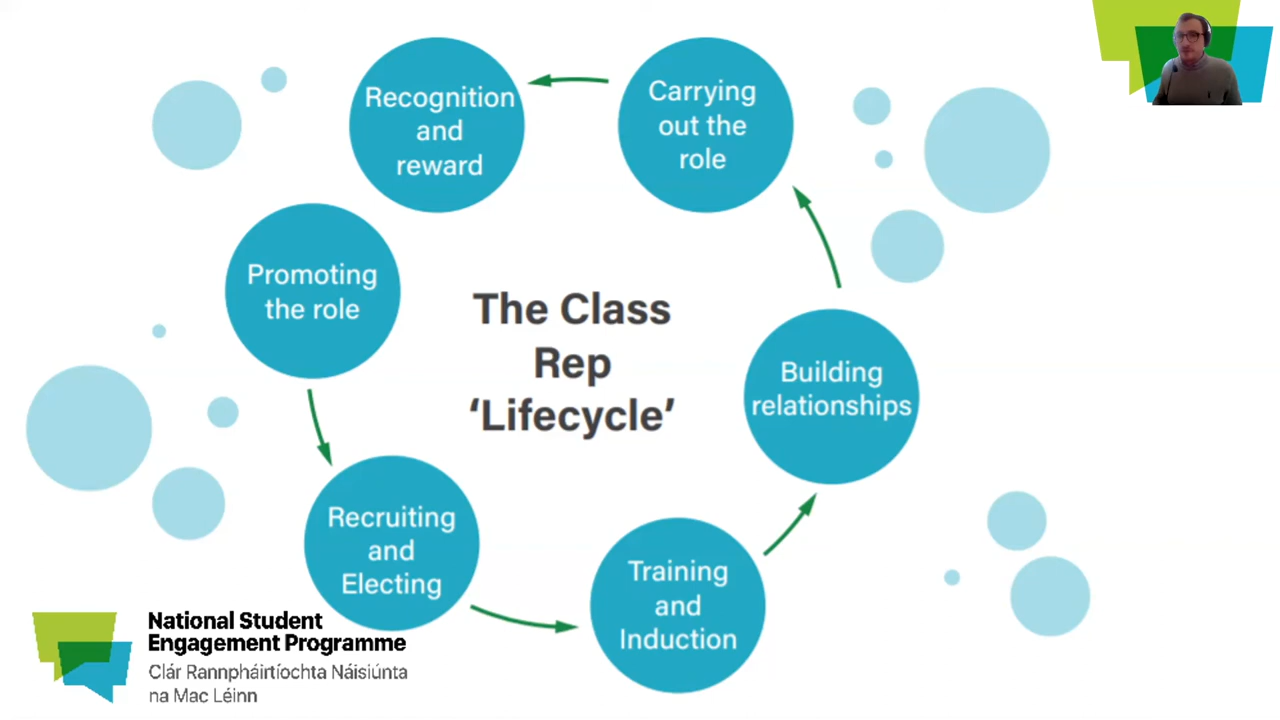 The Class
Rep
‘Lifecycle’
Promoting
the role
Recruiting
and
Electing
Training
and
Induction
Building
relationships
Carrying
out the
role
Recognition
and
reward
National Student
Engagement Programme
Clár Rannpháirtíochta Náisiúnta
na Mac Léinn